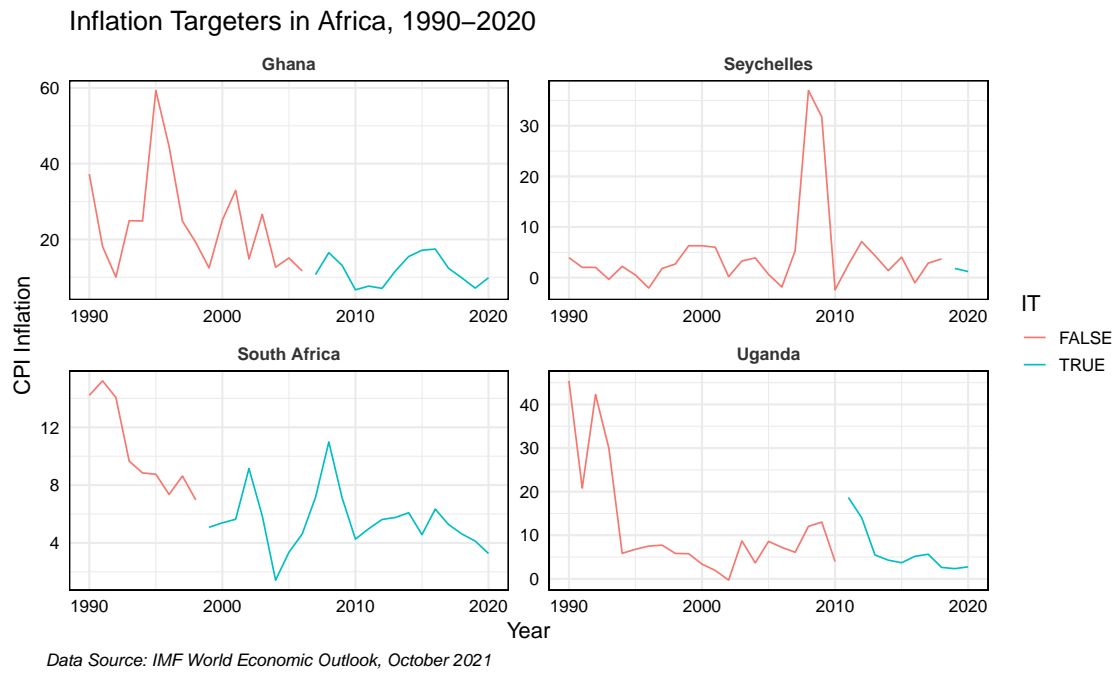 Inflation Targeters in Africa, 1990–2020
Ghana
Seychelles
60
40
20
30
20
10
0
1990 2000 2010 2020
1990 2000 2010 2020
South Africa
Uganda
12
8
4
40
30
20
10
0
1990 2000 2010 2020
1990 2000 2010 2020
CPI Inflation
Year
IT
FALSE
TRUE
Data Source: IMF World Economic Outlook, October 2021